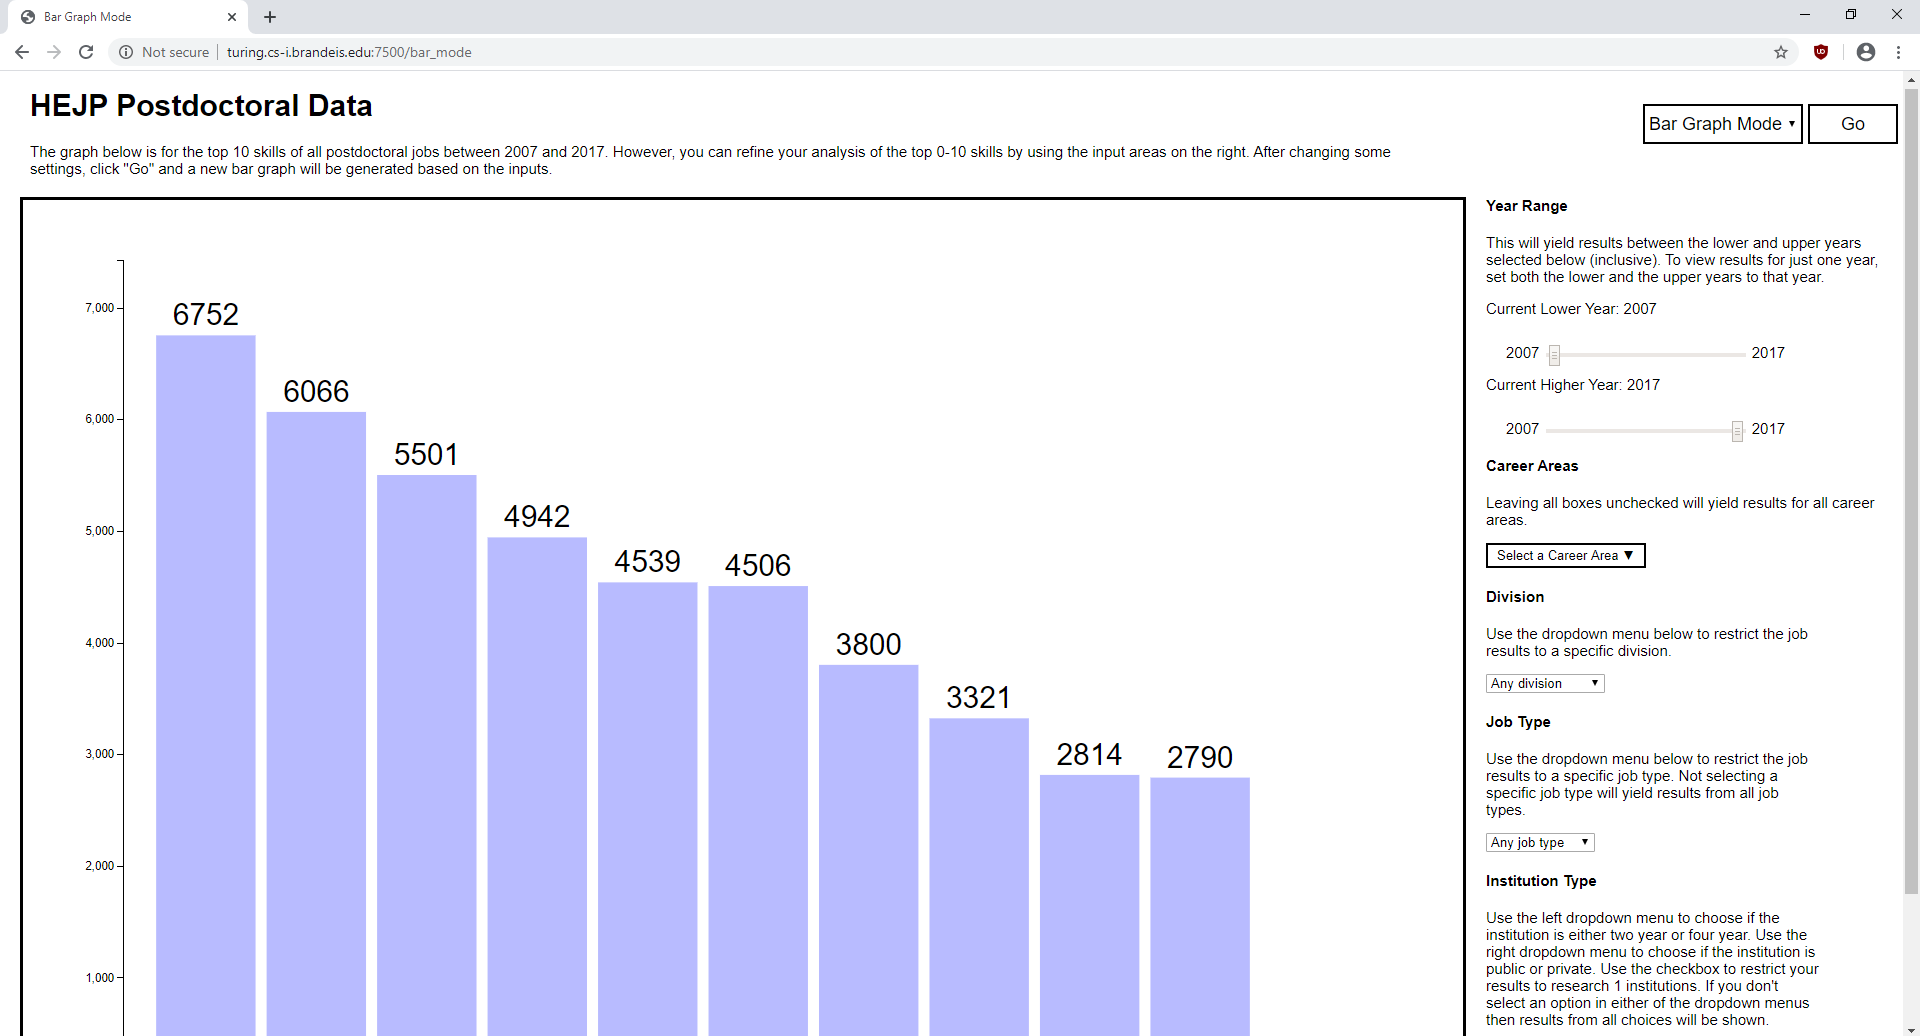 Bar Graph Mode
Not secure
turing.cs-i.brandeis.edu:7500/bar_mode
HEJP Postdoctoral Data
Bar Graph Mode
Go
The graph below is for the top 10 skills of all postdoctoral jobs between 2007 and 2017. However, you can refine your analysis of the top 0-10 skills by using the input areas on the right. After changing some
settings, click "Go" and a new bar graph will be generated based on the inputs.
7,000
6,000
5,000
4,000
3,000
2,000
1,000
6752
6066
5501
4942
4539
4506
3800
3321
2814
2790
Year Range
This will yield results between the lower and upper years
selected below (inclusive). To view results for just one year,
set both the lower and the upper years to that year.
Current Lower Year: 2007
2007 2017
Current Higher Year: 2017
2007 2017
Career Areas
Leaving all boxes unchecked will yield results for all career
areas.
Select a Career Area ▼
Division
Use the dropdown menu below to restrict the job
results to a specific division.
Any division
Job Type
Use the dropdown menu below to restrict the job
results to a specific job type. Not selecting a
specific job type will yield results from all job
types.
Any job type
Institution Type
Use the left dropdown menu to choose if the
institution is either two year or four year. Use the
right dropdown menu to choose if the institution is
public or private. Use the checkbox to restrict your
results to research 1 institutions. If you don't
select an option in either of the dropdown menus
then results from all choices will be shown.